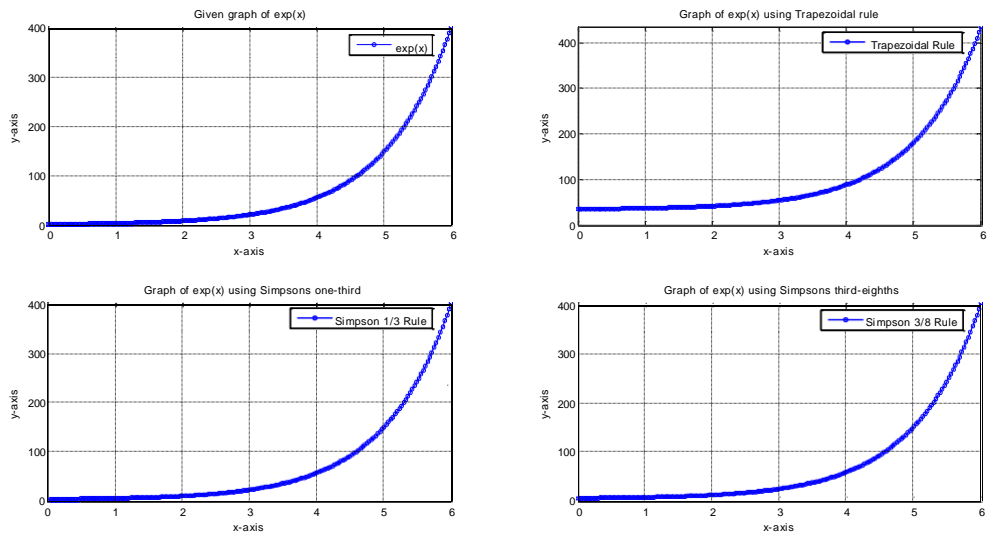 Given graph of exp(x)
400
300
200
100
0
y-axis
exp(x)
0 1 2 3 4 5 6
x-axis
Graph of exp(x) using Trapezoidal rule
400
300
200
100
0
y-axis
Trapezoidal Rule
0 1 2 3 4 5 6
x-axis
Graph of exp(x) using Simpsons one-third
400
300
200
100
0
y-axis
Simpson 1/3 Rule
0 1 2 3 4 5 6
x-axis
Graph of exp(x) using Simpsons third-eighths
400
300
200
100
0
y-axis
Simpson 3/8 Rule
0 1 2 3 4 5 6
x-axis